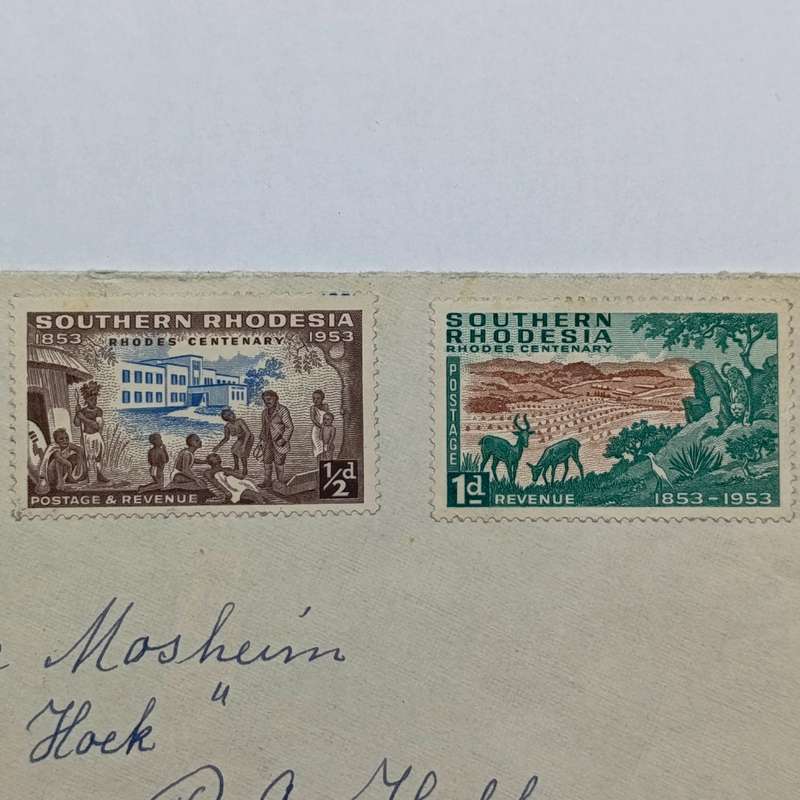 SOUTHERN RHODESIA
1853 RHODES' CENTENARY 1953
POSTAGE & REVENUE ½d
SOUTHERN
RHODESIA
RHODES CENTENARY
POSTAGE
1d REVENUE 1853-1953
Mosheim
"
Hoek